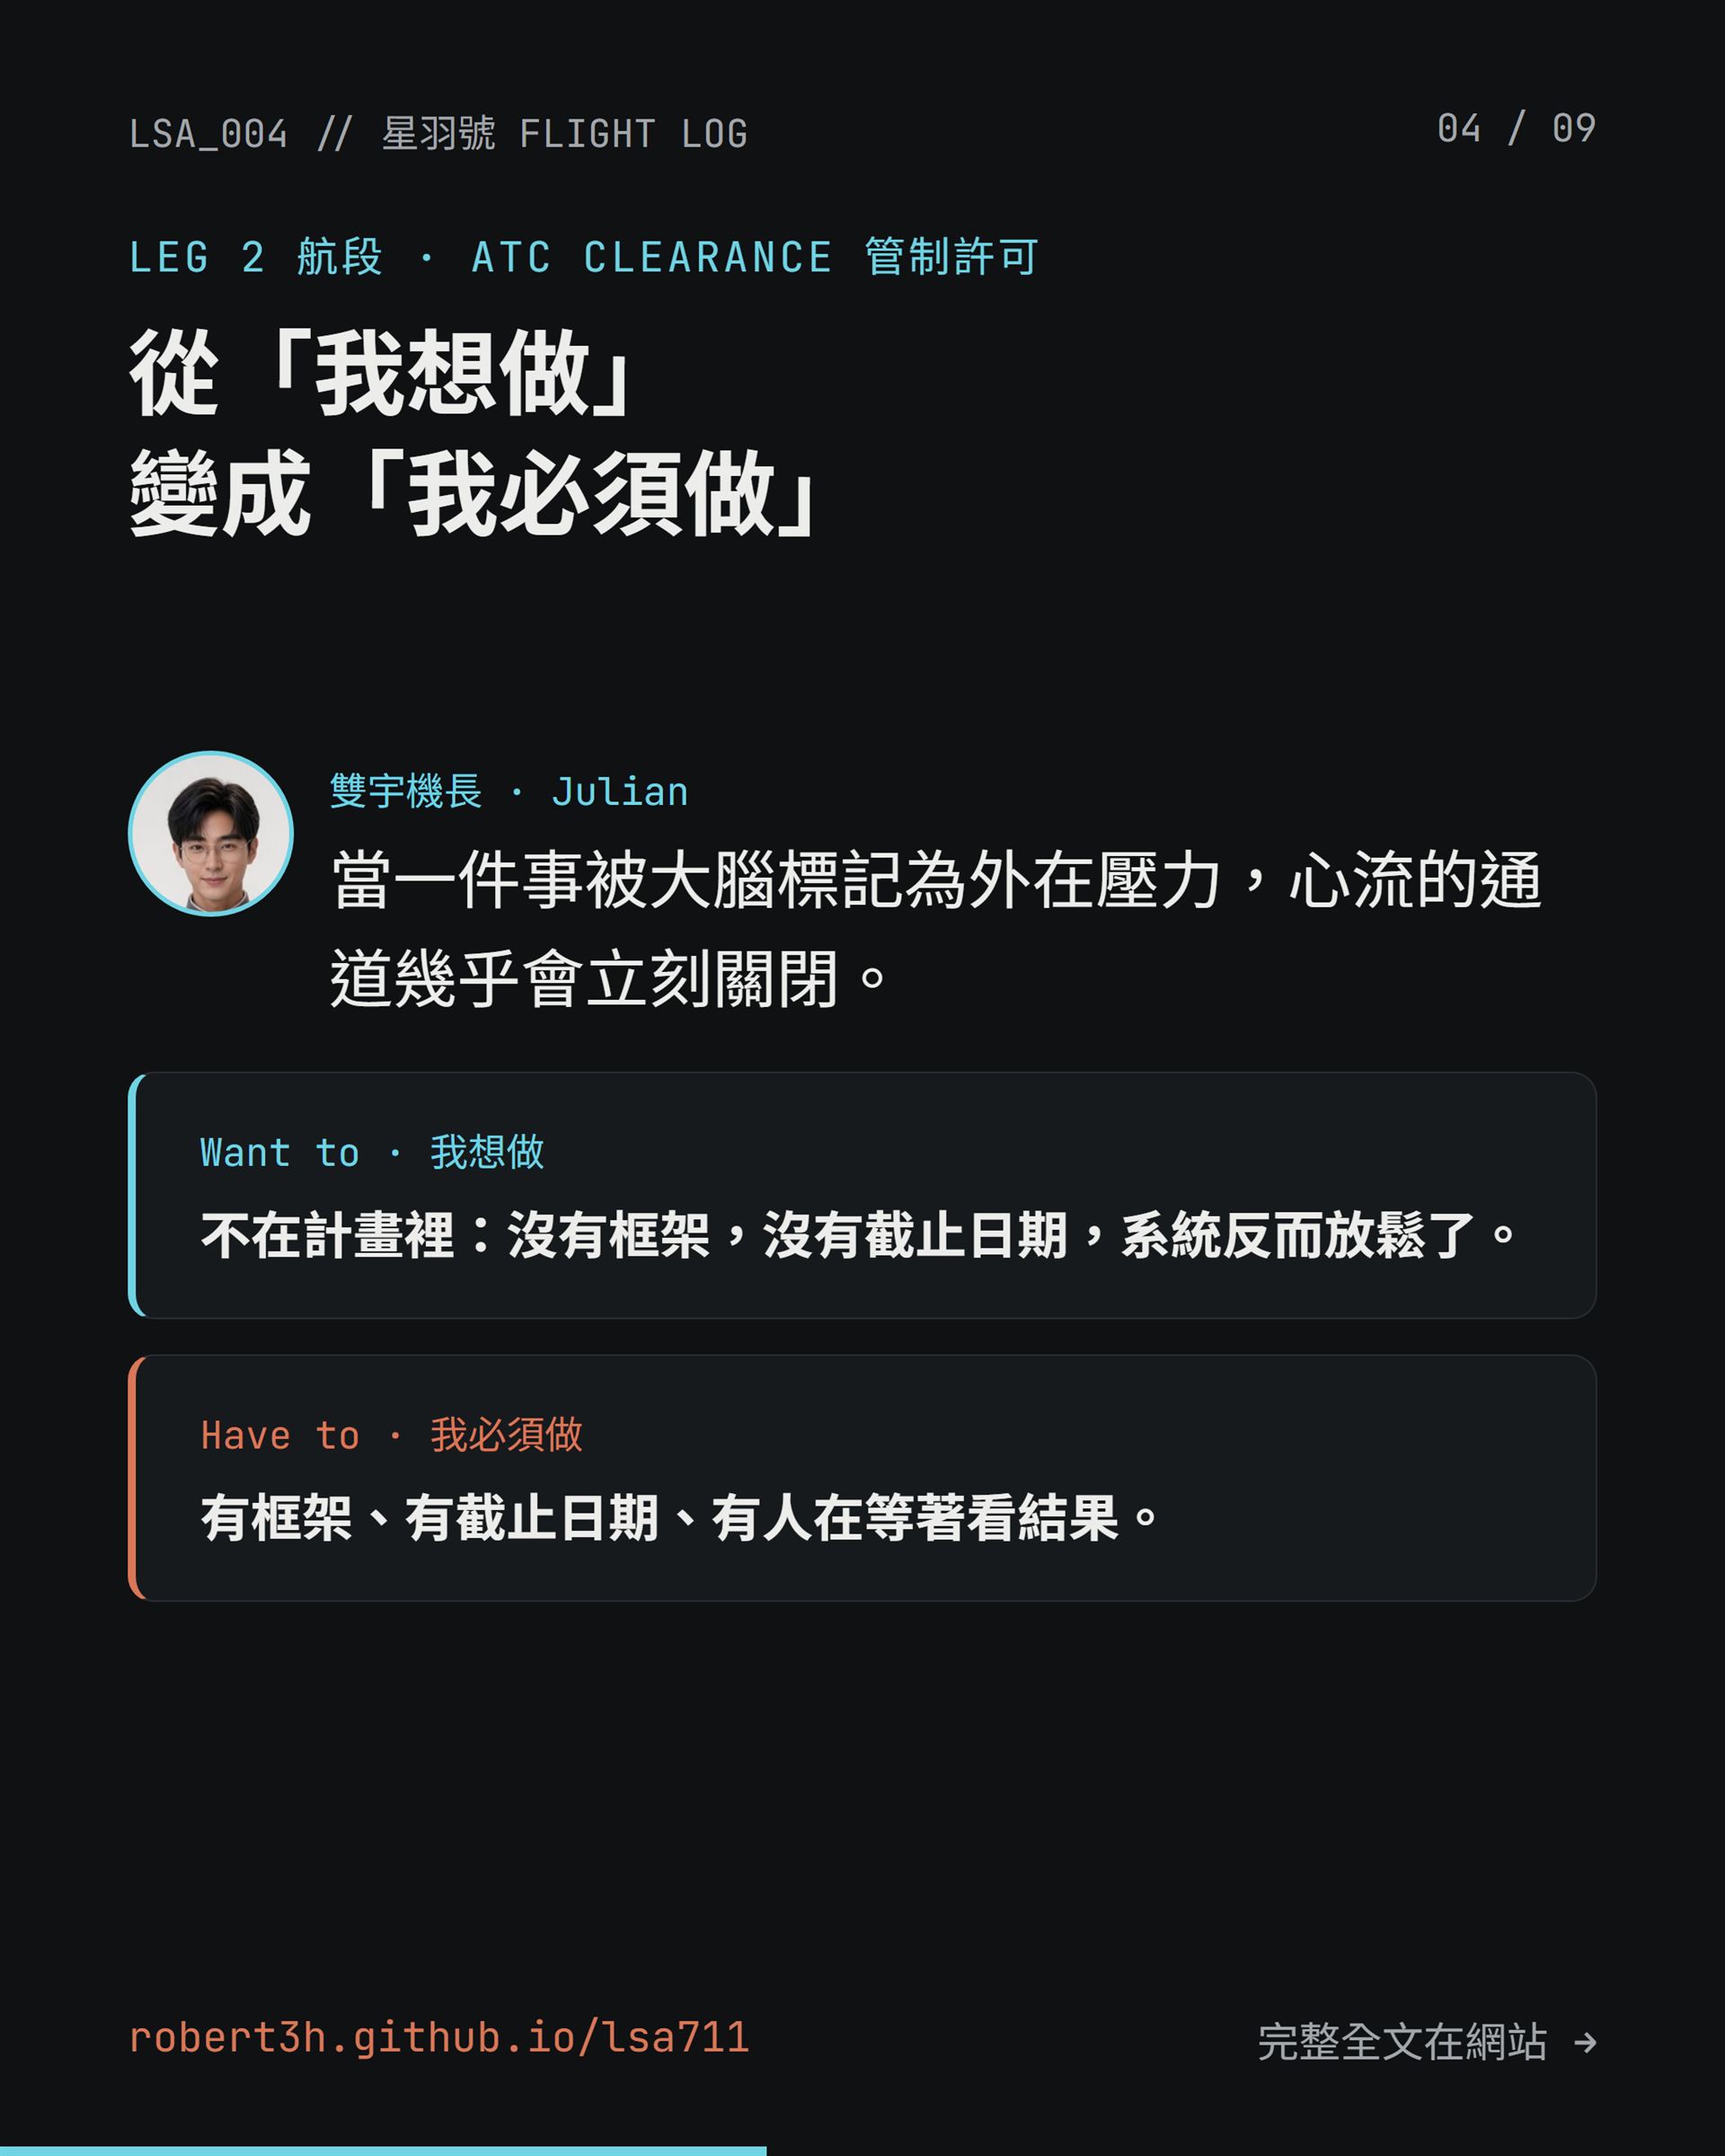 LSA_004 // 星羽號 FLIGHT LOG
04 / 09
LEG 2 航段 · ATC CLEARANCE 管制許可
從「我想做」
變成「我必須做」
雙宇機長 · Julian
當一件事被大腦標記為外在壓力，心流的通
道幾乎會立刻關閉。
Want to · 我想做
不在計畫裡：沒有框架，沒有截止日期，系統反而放鬆了。
Have to · 我必須做
有框架、有截止日期、有人在等著看結果。
robert3h.github.io/lsa711
完整全文在網站 →